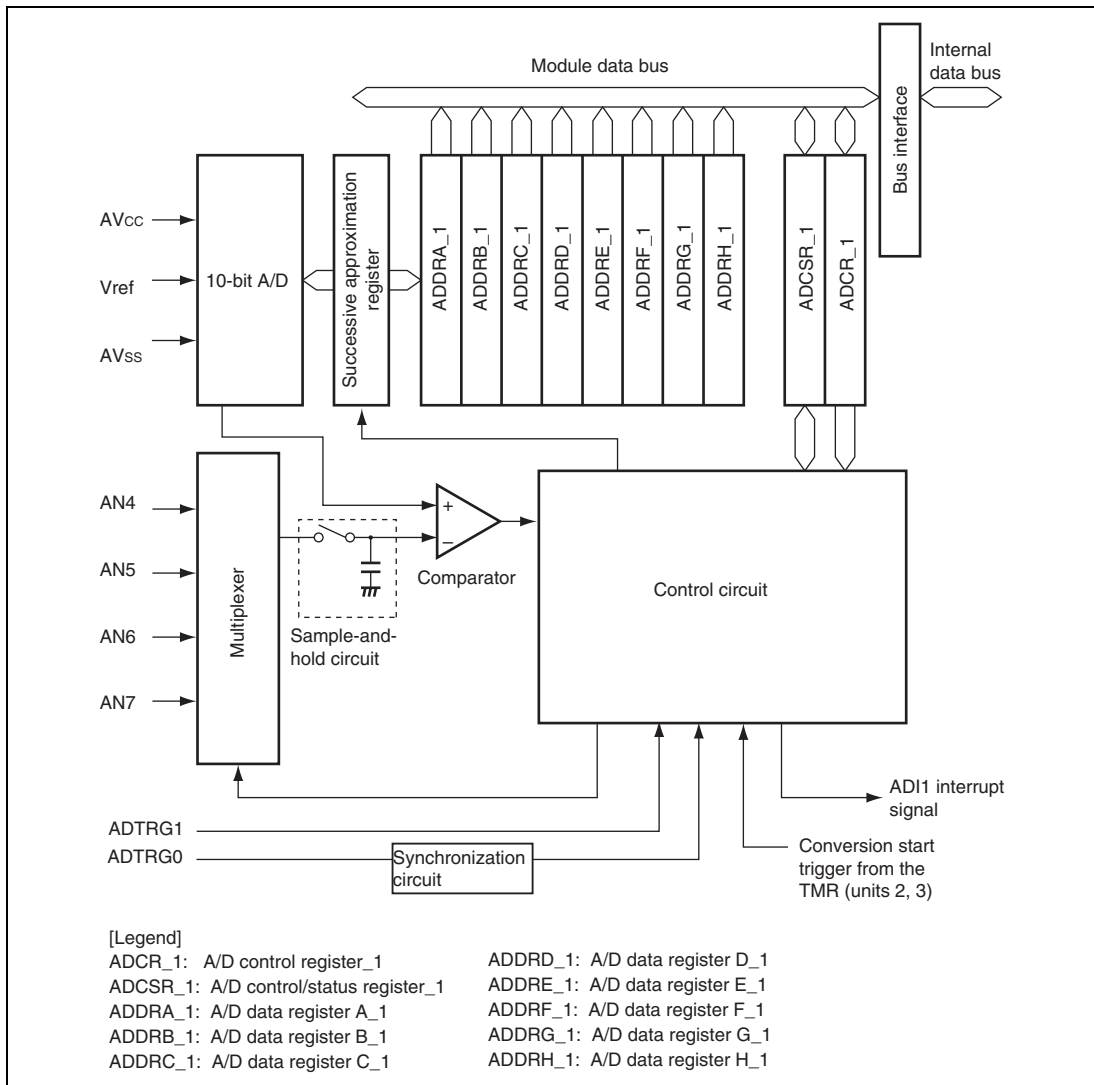 Module data bus
Internal
data bus
Bus interface
AVCC
Vref
AVSS
10-bit A/D
Successive approximation
register
ADDRA_1
ADDRB_1
ADDRC_1
ADDRD_1
ADDRE_1
ADDRF_1
ADDRG_1
ADDRH_1
ADCSR_1
ADCR_1
AN4
AN5
AN6
AN7
Multiplexer
+
–
Comparator
Sample-and-
hold circuit
Control circuit
ADI1 interrupt
signal
ADTRG1
ADTRG0
Synchronization
circuit
Conversion start
trigger from the
TMR (units 2, 3)
[Legend]
ADCR_1: A/D control register_1
ADCSR_1: A/D control/status register_1
ADDRA_1: A/D data register A_1
ADDRB_1: A/D data register B_1
ADDRC_1: A/D data register C_1
ADDRD_1: A/D data register D_1
ADDRE_1: A/D data register E_1
ADDRF_1: A/D data register F_1
ADDRG_1: A/D data register G_1
ADDRH_1: A/D data register H_1